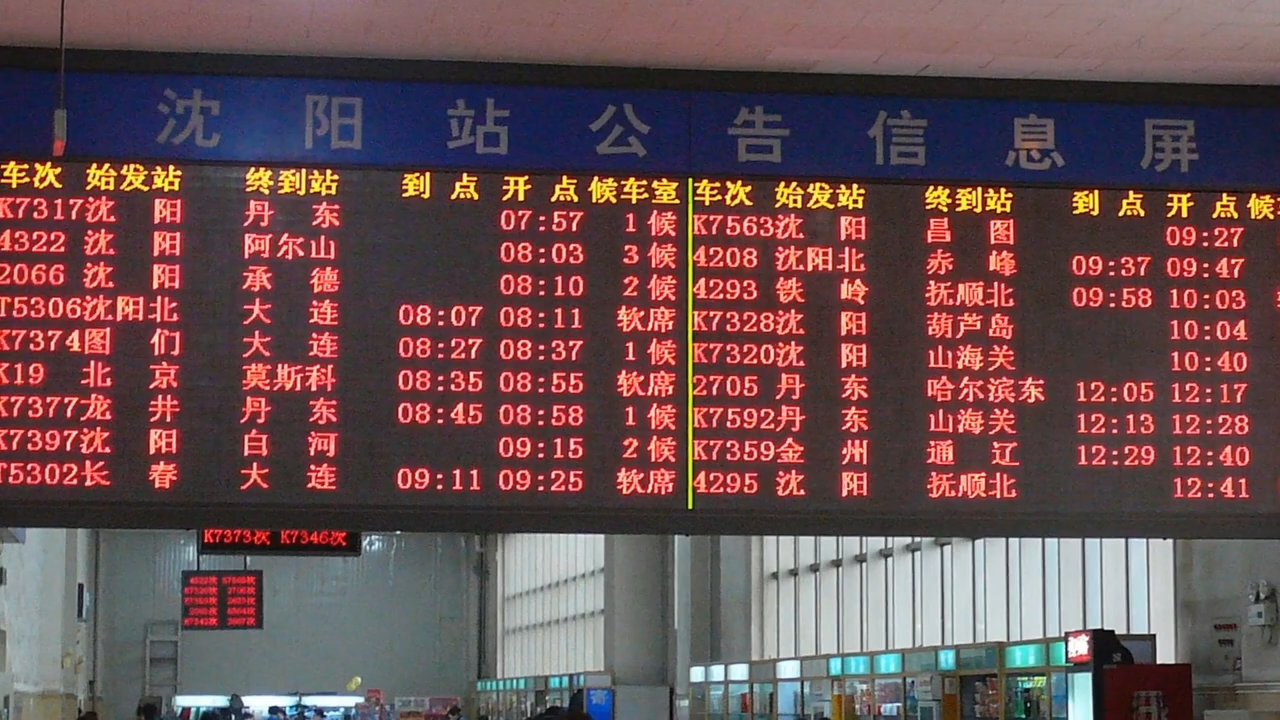 沈阳站公告信息屏
车次 始发站 终到站 到点 开点 候车室
K7317 沈阳 丹东 07:57 1候
4322 沈阳 阿尔山 08:03 3候
2066 沈阳 承德 08:10 2候
T5306 沈阳北 大连 08:07 08:11 软席
K7374 图们 大连 08:27 08:37 1候
K19 北京 莫斯科 08:35 08:55 软席
K7377 龙井 丹东 08:45 08:58 1候
K7397 沈阳 白河 09:15 2候
T5302 长春 大连 09:11 09:25 软席
车次 始发站 终到站 到点 开点 候
K7563 沈阳 昌图 09:27
4208 沈阳北 赤峰 09:37 09:47
4293 铁岭 抚顺北 09:58 10:03
K7328 沈阳 葫芦岛 10:04
K7320 沈阳 山海关 10:40
2705 丹东 哈尔滨东 12:05 12:17
K7592 丹东 山海关 12:13 12:28
K7359 金州 通辽 12:29 12:40
4295 沈阳 抚顺北 12:41
K7373次 K7346次